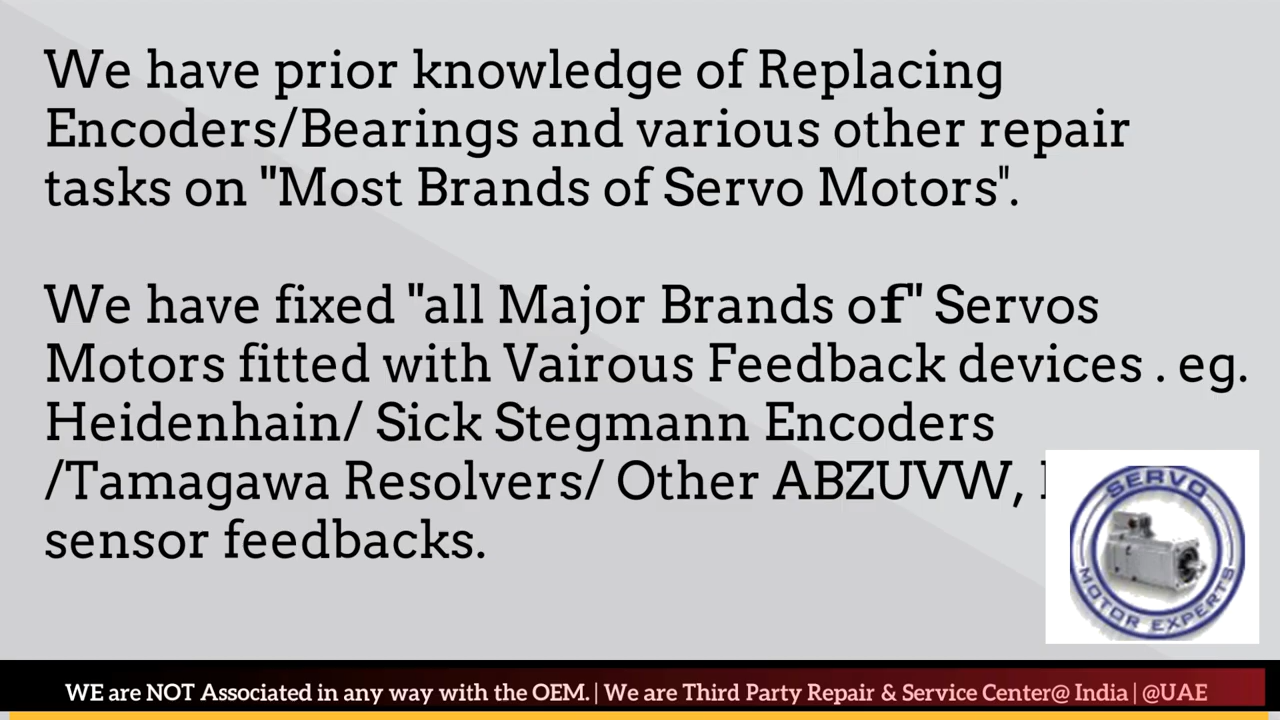 We have prior knowledge of Replacing
Encoders/Bearings and various other repair
tasks on "Most Brands of Servo Motors".
We have fixed "all Major Brands of" Servos
Motors fitted with Vairous Feedback devices . eg.
Heidenhain/ Sick Stegmann Encoders
/Tamagawa Resolvers/ Other ABZUVW,
sensor feedbacks.
SERVO
MOTOR EXPERTS
WE are NOT Associated in any way with the OEM. | We are Third Party Repair & Service Center@ India | @UAE